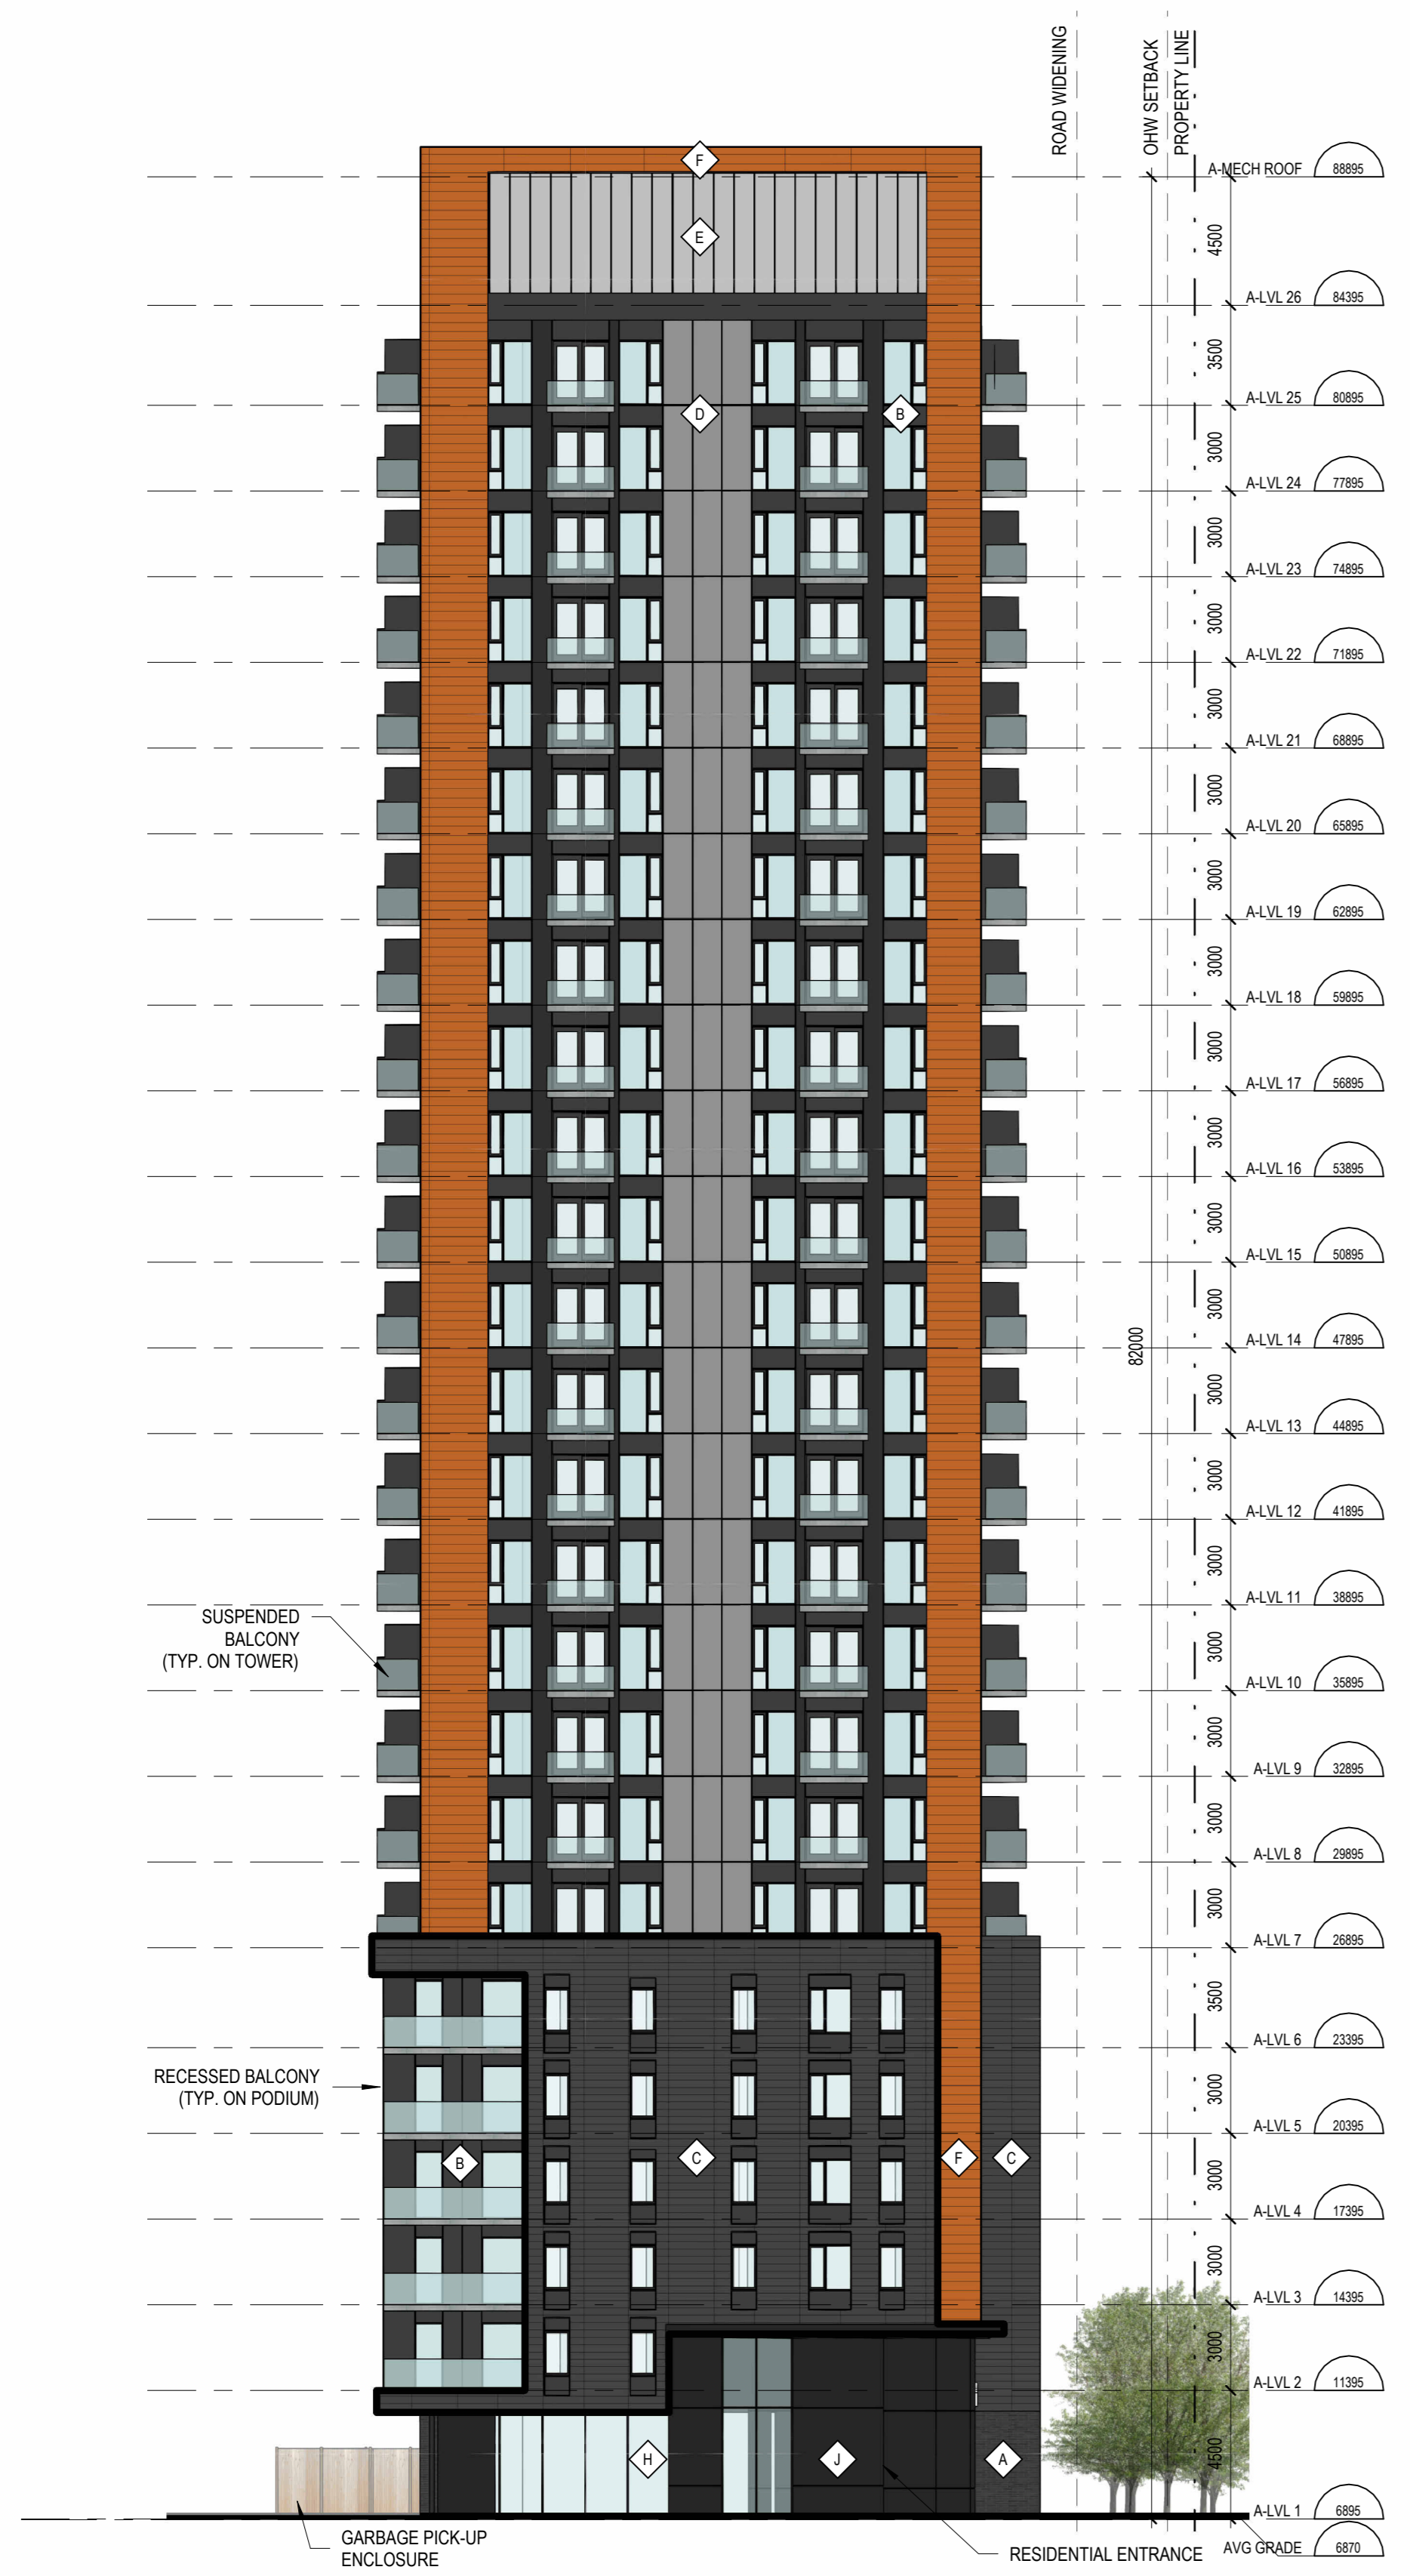 ROAD WIDENING
OHW SETBACK
PROPERTY LINE
F
A-MECH ROOF 88895
E
4500
A-LVL 26 84395
3500
A-LVL 25 80895
D
B
3000
A-LVL 24 77895
3000
A-LVL 23 74895
3000
A-LVL 22 71895
3000
A-LVL 21 68895
3000
A-LVL 20 65895
3000
A-LVL 19 62895
3000
A-LVL 18 59895
3000
A-LVL 17 56895
3000
A-LVL 16 53895
3000
A-LVL 15 50895
3000
82000
A-LVL 14 47895
3000
A-LVL 13 44895
3000
A-LVL 12 41895
3000
A-LVL 11 38895
SUSPENDED
BALCONY
(TYP. ON TOWER)
3000
A-LVL 10 35895
3000
A-LVL 9 32895
3000
A-LVL 8 29895
3000
A-LVL 7 26895
3500
A-LVL 6 23395
RECESSED BALCONY
(TYP. ON PODIUM)
3000
A-LVL 5 20395
B
C
F
C
3000
A-LVL 4 17395
3000
A-LVL 3 14395
3000
A-LVL 2 11395
H
J
A
4500
A-LVL 1 6895
GARBAGE PICK-UP
ENCLOSURE
RESIDENTIAL ENTRANCE
AVG GRADE 6870